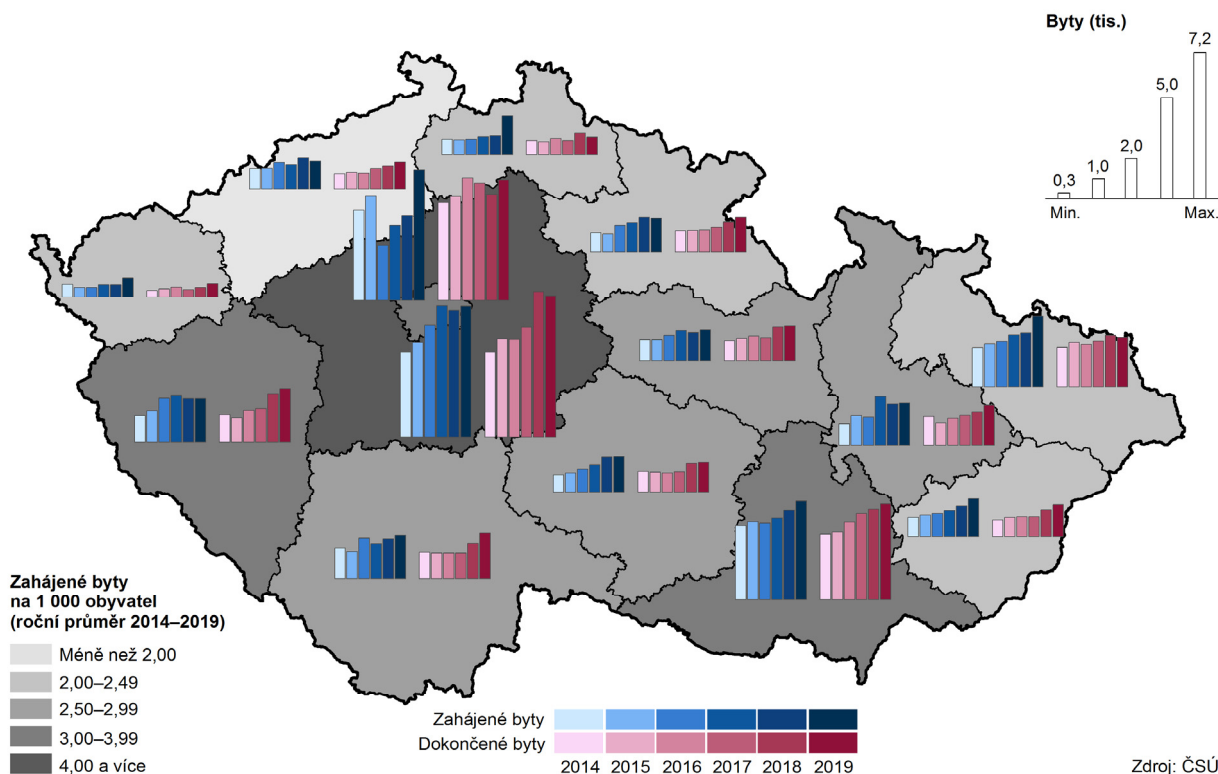 Byty (tis.)
7,2
5,0
2,0
1,0
0,3
Min.
Max.
Zahájené byty
na 1 000 obyvatel
(roční průměr 2014–2019)
Méně než 2,00
2,00–2,49
2,50–2,99
3,00–3,99
4,00 a více
Zahájené byty
Dokončené byty
2014 2015 2016 2017 2018 2019
Zdroj: ČSÚ